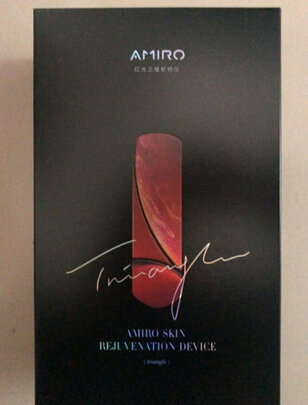 AMIRO
Triangle
AMIRO SKIN
REJUVENATION DEVICE
( triangle )